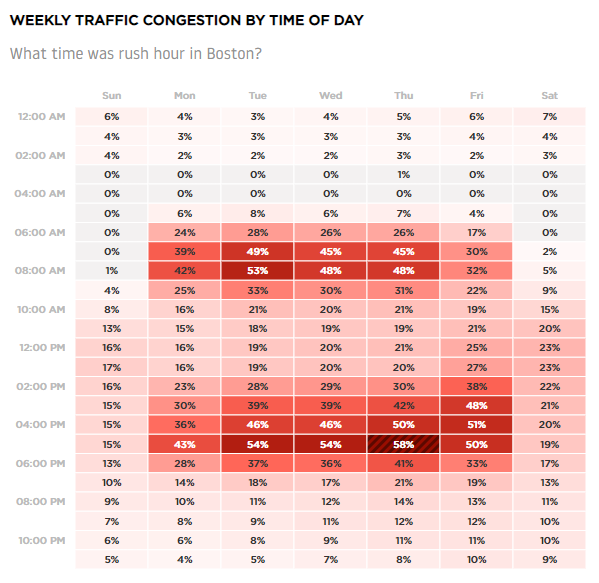 WEEKLY TRAFFIC CONGESTION BY TIME OF DAY
What time was rush hour in Boston?
Sun Mon Tue Wed Thu Fri Sat
12:00 AM 6% 4% 3% 4% 5% 6% 7%
4% 3% 3% 3% 3% 4% 4%
02:00 AM 4% 2% 2% 2% 3% 2% 3%
0% 0% 0% 0% 1% 0% 0%
04:00 AM 0% 0% 0% 0% 0% 0% 0%
0% 6% 8% 6% 7% 4% 0%
06:00 AM 0% 24% 28% 26% 26% 17% 0%
0% 39% 49% 45% 45% 30% 2%
08:00 AM 1% 42% 53% 48% 48% 32% 5%
4% 25% 33% 30% 31% 22% 9%
10:00 AM 8% 16% 21% 20% 21% 19% 15%
13% 15% 18% 19% 19% 21% 20%
12:00 PM 16% 16% 19% 20% 21% 25% 23%
17% 16% 19% 20% 20% 27% 23%
02:00 PM 16% 23% 28% 29% 30% 38% 22%
15% 30% 39% 39% 42% 48% 21%
04:00 PM 15% 36% 46% 46% 50% 51% 20%
15% 43% 54% 54% 58% 50% 19%
06:00 PM 13% 28% 37% 36% 41% 33% 17%
10% 14% 18% 17% 21% 19% 13%
08:00 PM 9% 10% 11% 12% 14% 13% 11%
7% 8% 9% 11% 12% 12% 10%
10:00 PM 6% 6% 8% 9% 11% 11% 10%
5% 4% 5% 7% 8% 10% 9%